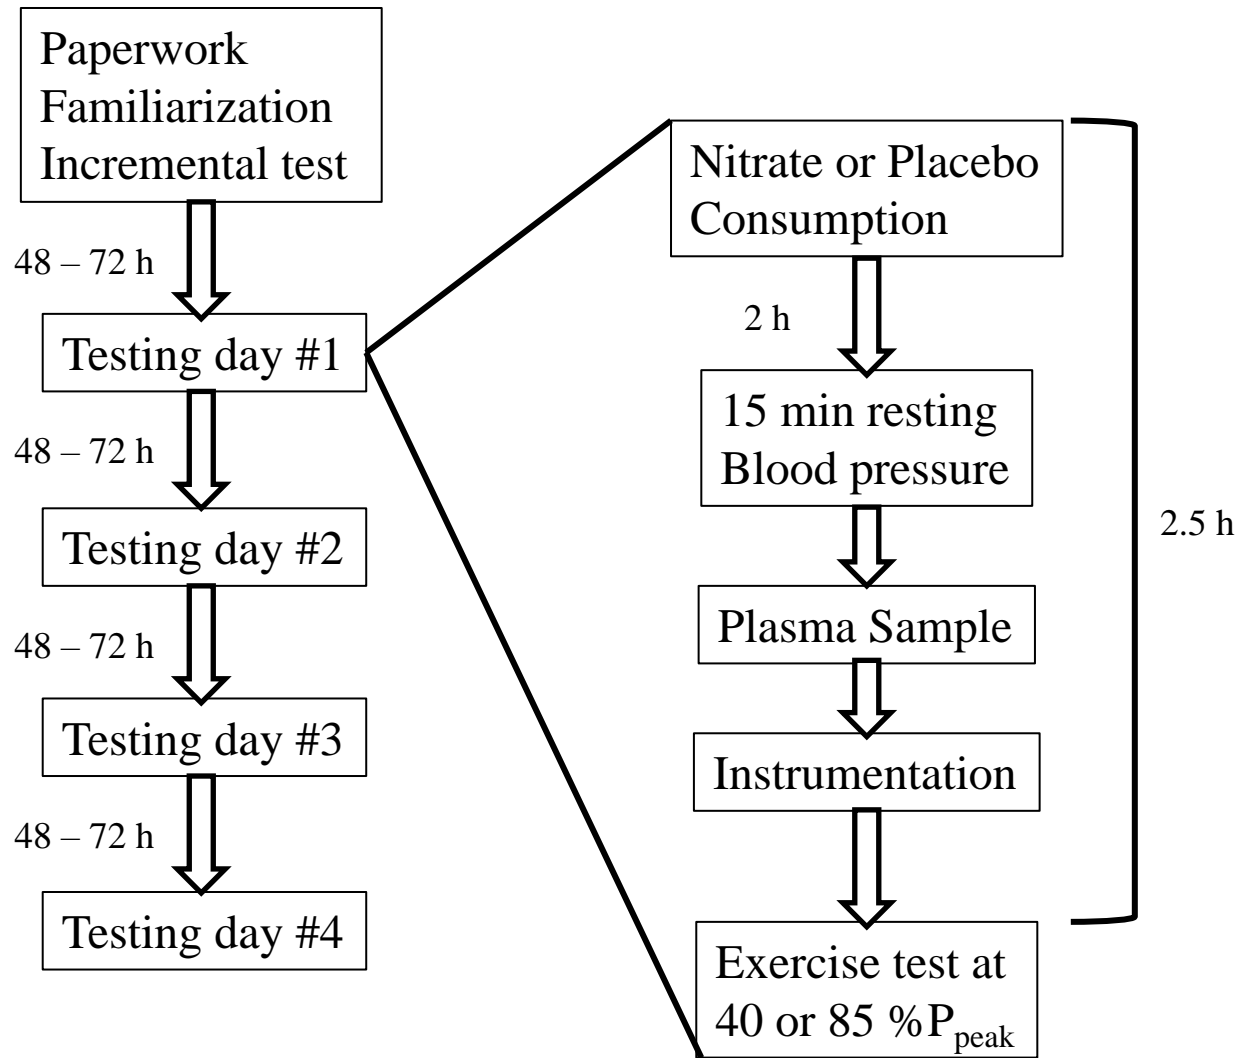 Paperwork
Familiarization
Incremental test
48 – 72 h
Testing day #1
48 – 72 h
Testing day #2
48 – 72 h
Testing day #3
48 – 72 h
Testing day #4
Nitrate or Placebo
Consumption
2 h
15 min resting
Blood pressure
Plasma Sample
Instrumentation
Exercise test at
40 or 85 %Ppeak
2.5 h